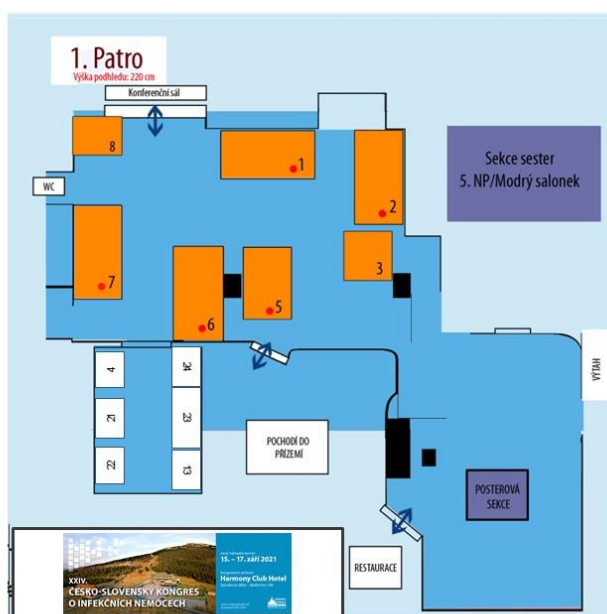 1. Patro
Výška podhledu: 220 cm
Konferenční sál
8
1
2
Sekce sester
5. NP/Modrý salonek
WC
3
7
5
6
4
24
21
23
22
13
POCHODÍ DO
PŘÍZEMÍ
VÝTAH
POSTEROVÁ
SEKCE
RESTAURACE
XXIV.
ČESKO-SLOVENSKÝ KONGRES
O INFEKČNÍCH NEMOCECH
15. – 17. září 2021
Harmony Club Hotel